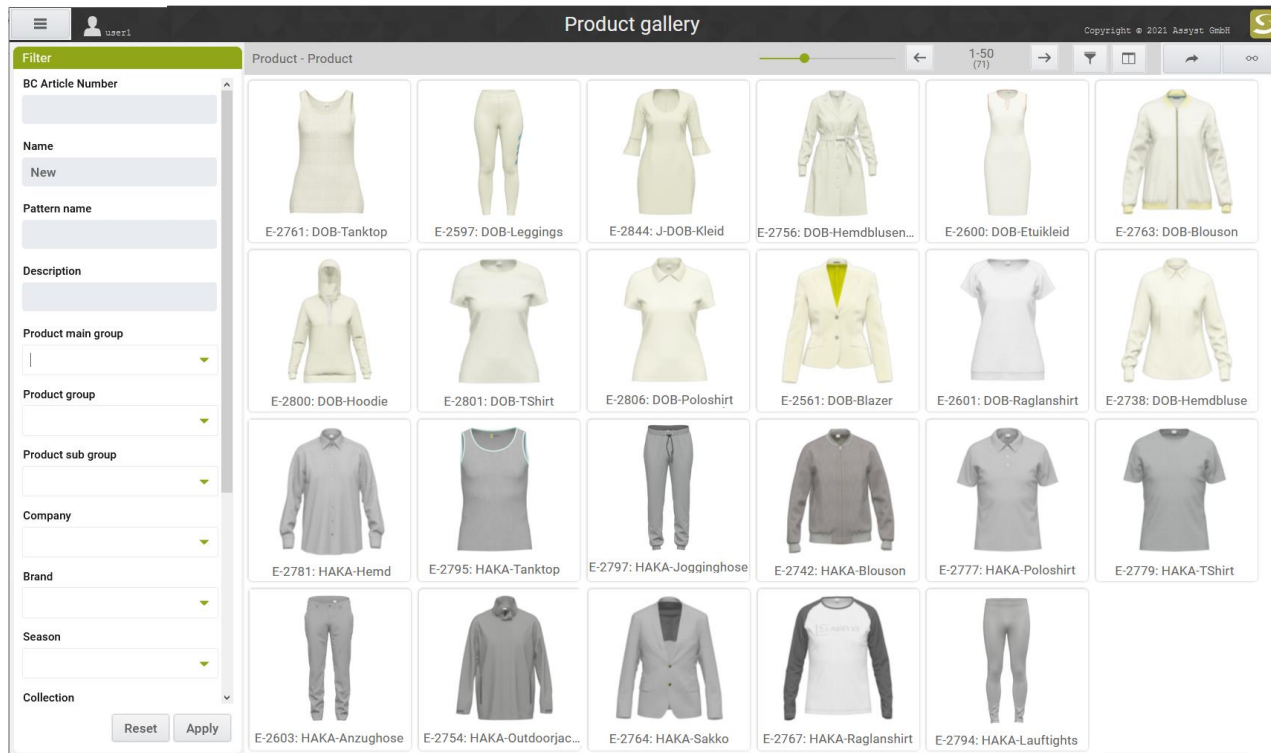 user1
Product gallery
Copyright © 2021 Assyst GmbH
Filter
Product - Product
1-50
(71)
BC Article Number
Name
New
Pattern name
Description
Product main group
Product group
Product sub group
Company
Brand
Season
Collection
Reset
Apply
E-2761: DOB-Tanktop
E-2597: DOB-Leggings
E-2844: J-DOB-Kleid
E-2756: DOB-Hemdblusen...
E-2600: DOB-Etuikleid
E-2763: DOB-Blouson
E-2800: DOB-Hoodie
E-2801: DOB-TShirt
E-2806: DOB-Poloshirt
E-2561: DOB-Blazer
E-2601: DOB-Raglanshirt
E-2738: DOB-Hemdbluse
E-2781: HAKA-Hemd
E-2795: HAKA-Tanktop
E-2797: HAKA-Jogginghose
E-2742: HAKA-Blouson
E-2777: HAKA-Poloshirt
E-2779: HAKA-TShirt
E-2603: HAKA-Anzughose
E-2754: HAKA-Outdoorjac...
E-2764: HAKA-Sakko
E-2767: HAKA-Raglanshirt
E-2794: HAKA-Lauftights